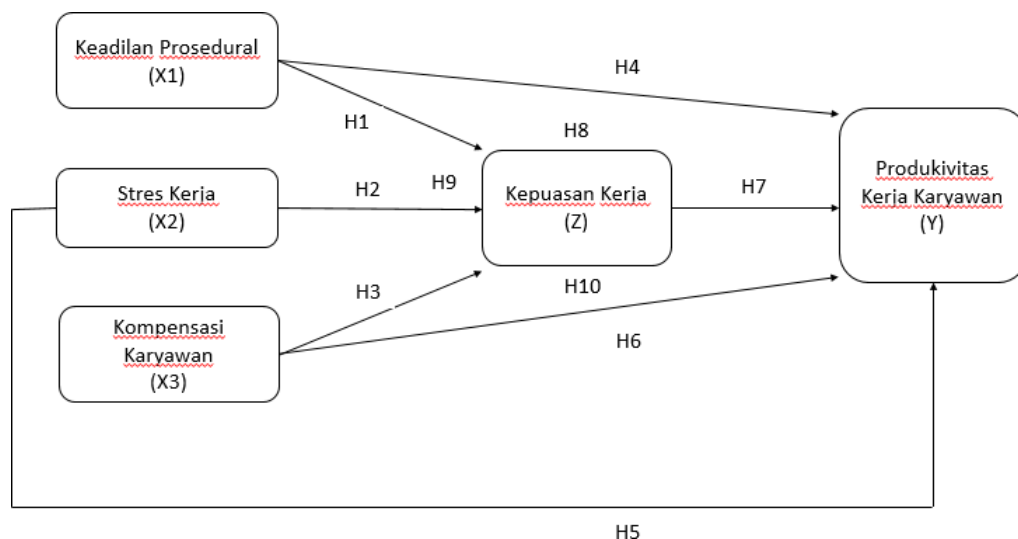 Keadilan Prosedural
(X1)
H4
H1
H8
Stres Kerja
(X2)
H2
H9
Kepuasan Kerja
(Z)
H7
Produkivitas
Kerja Karyawan
(Y)
H3
H10
Kompensasi
Karyawan
(X3)
H6
H5